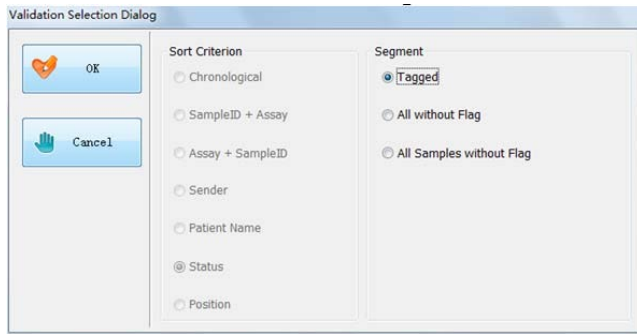 Validation Selection Dialog
OK
Cancel
Sort Criterion
Chronological
SampleID + Assay
Assay + SampleID
Sender
Patient Name
Status
Position
Segment
Tagged
All without Flag
All Samples without Flag